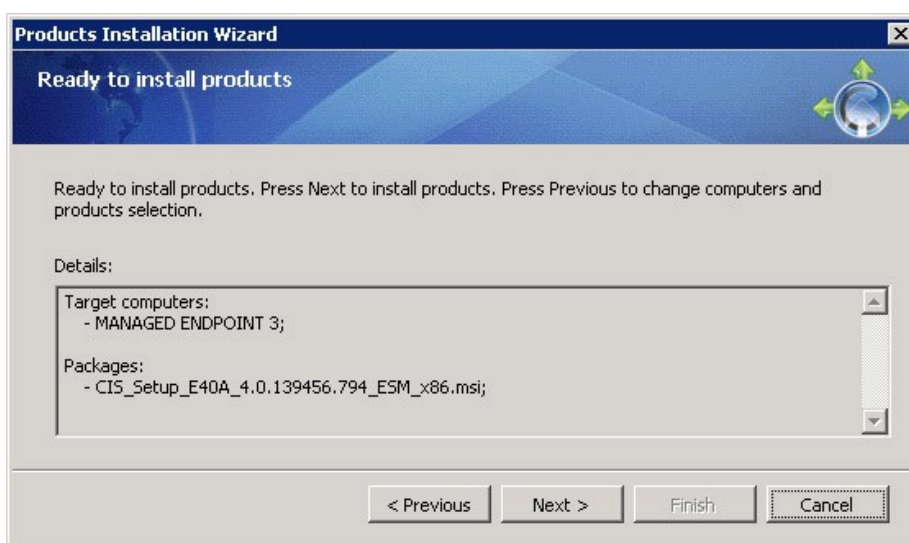 Products Installation Wizard
Ready to install products
Ready to install products. Press Next to install products. Press Previous to change computers and
products selection.
Details:
Target computers:
- MANAGED ENDPOINT 3;
Packages:
- CIS_Setup_E40A_4.0.139456.794_ESM_x86.msi;
< Previous
Next >
Finish
Cancel